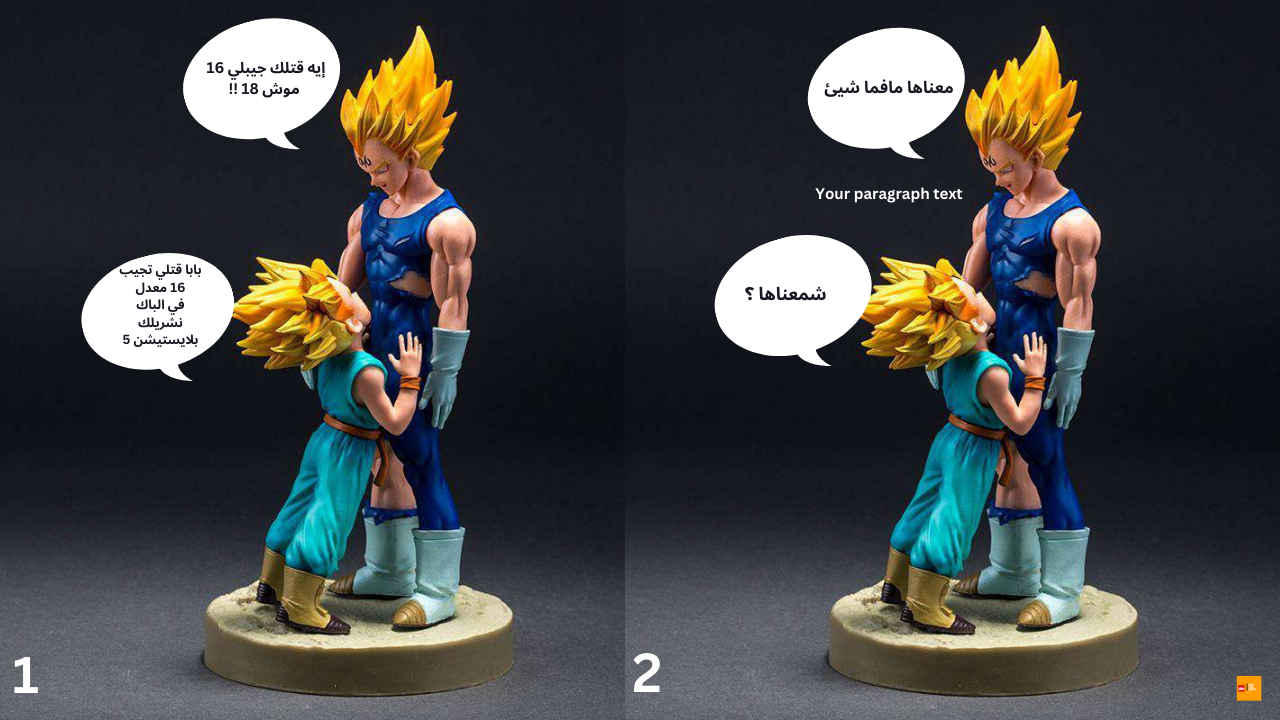 إيه قتلك جيبلي 16
موش 18 !!
بابا قتلي تجيب
16 معدل
في الباك
نشريلك
بلايستيشن 5
1
معناها مافما شيئ
Your paragraph text
شمعناها ؟
2